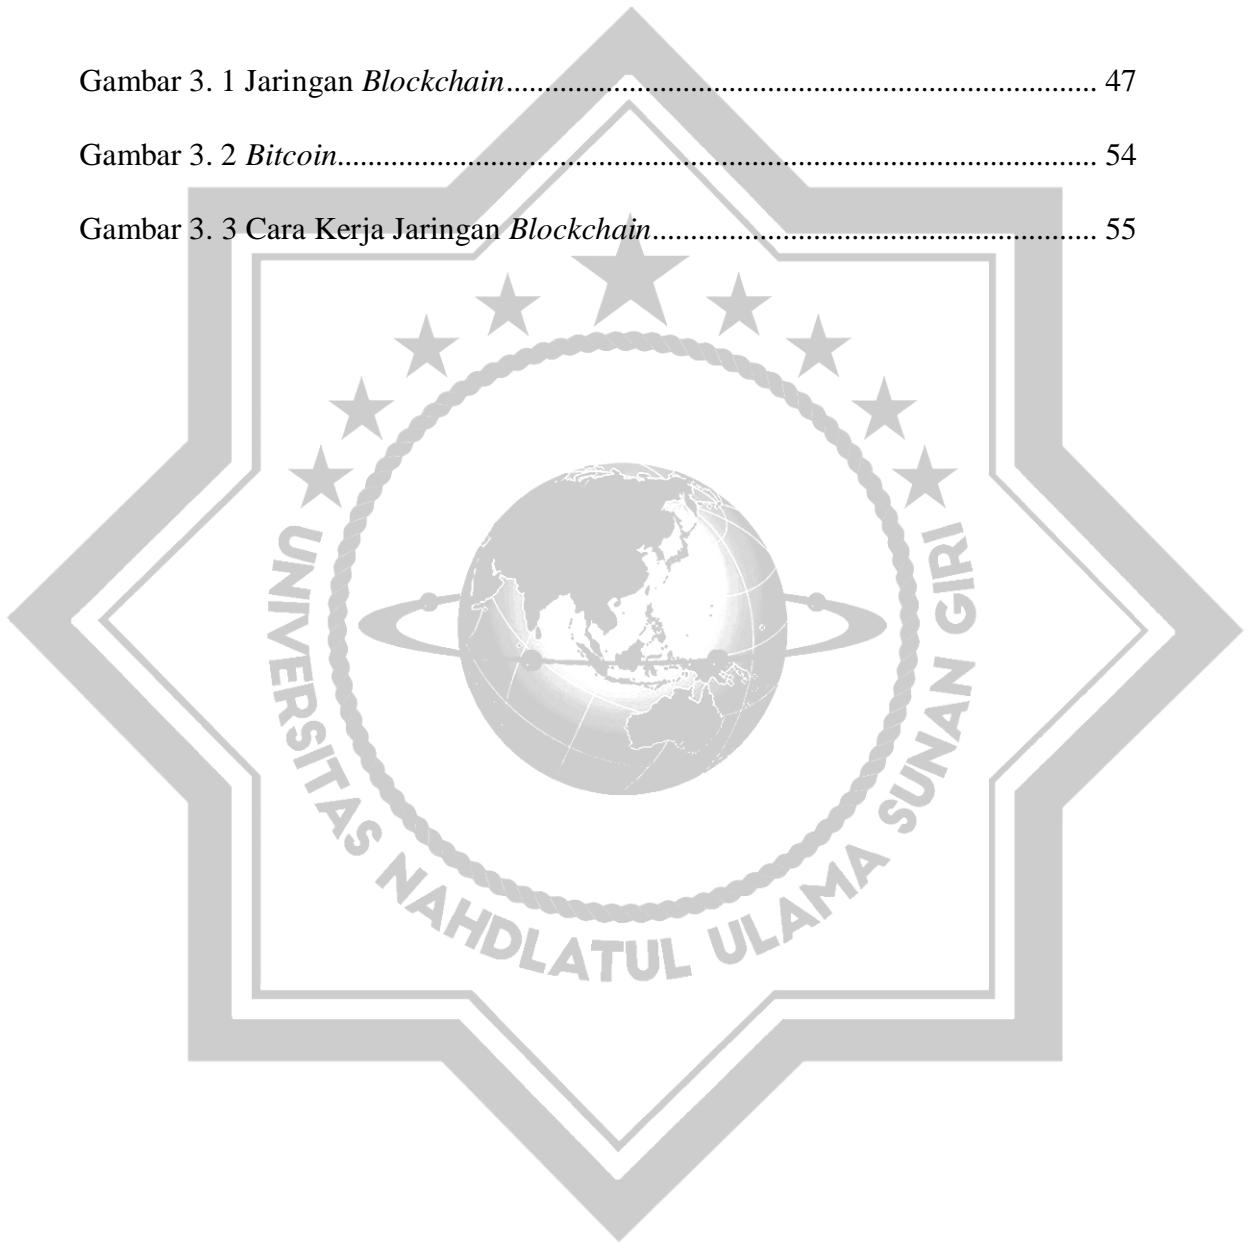 Gambar 3. 1 Jaringan Blockchain........................................................................... 47
Gambar 3. 2 Bitcoin................................................................................................. 54
Gambar 3. 3 Cara Kerja Jaringan Blockchain......................................................... 55
UNIVERSITAS NAHDLATUL ULAMA SUNAN GIRI